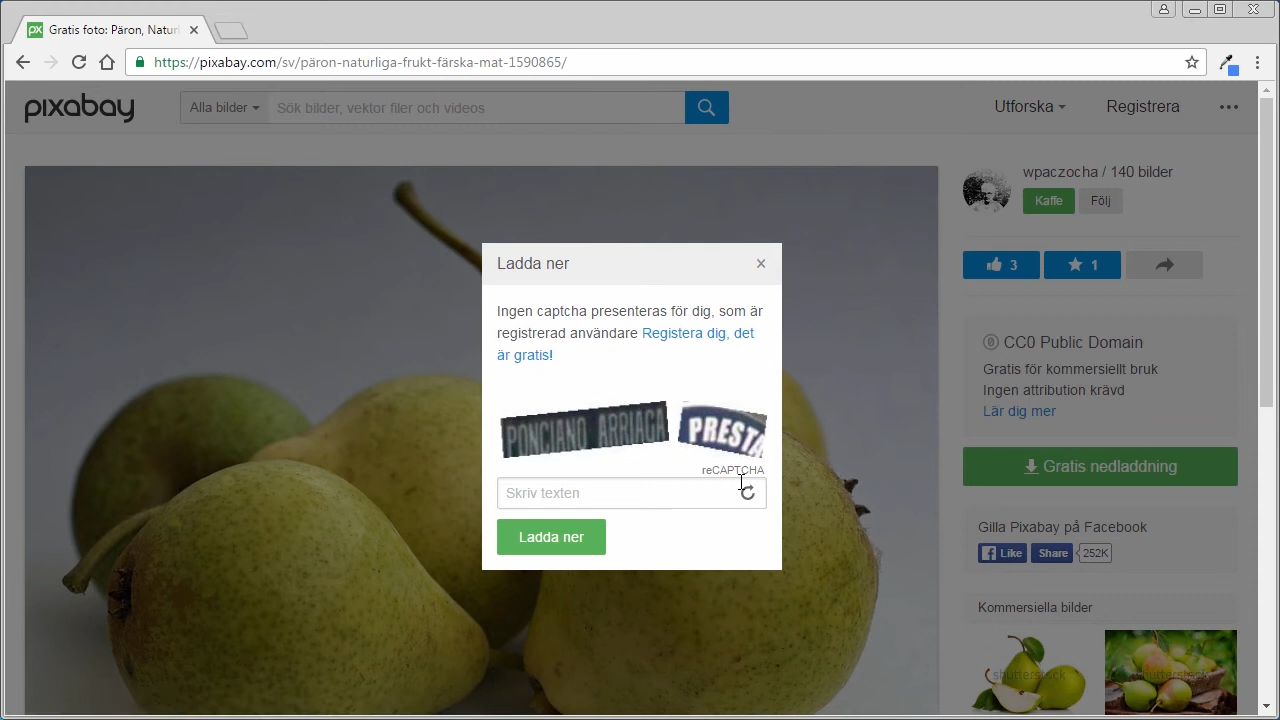 Gratis foto: Päron, Natur
https://pixabay.com/sv/päron-naturliga-frukt-färska-mat-1590865/
pixabay
Alla bilder
Sök bilder, vektor filer och videos
Utforska
Registrera
wpaczocha / 140 bilder
Kaffe
Följ
3
1
CC0 Public Domain
Gratis för kommersiellt bruk
Ingen attribution krävd
Lär dig mer
Gratis nedladdning
Gilla Pixabay på Facebook
Like
Share
252K
Kommersiella bilder
shutterstock
shutterstock
Ladda ner
×
Ingen captcha presenteras för dig, som är
registrerad användare Registera dig, det
är gratis!
PONCIANO ARRIAGA
PRESTA
reCAPTCHA
Skriv texten
Ladda ner